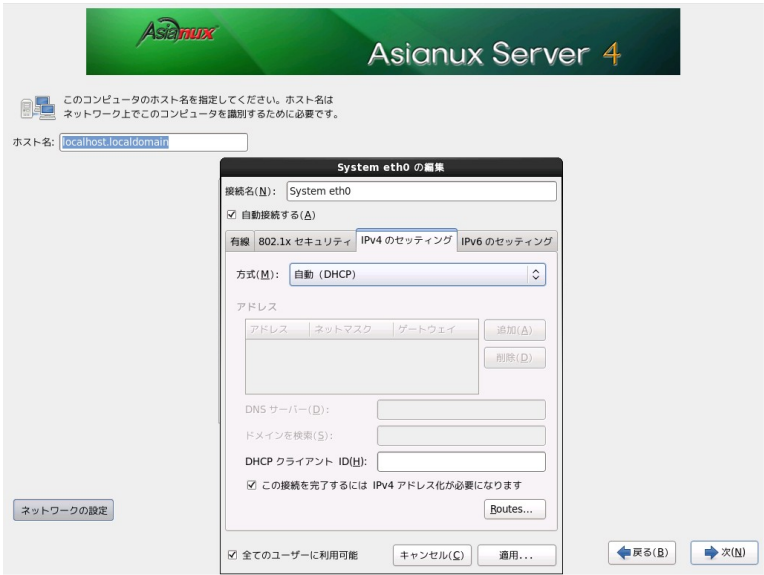 Asianux
Asianux Server 4
このコンピュータのホスト名を指定してください。ホスト名は
ネットワーク上でこのコンピュータを識別するために必要です。
ホスト名: localhost.localdomain
System eth0 の編集
接続名(N): System eth0
自動接続する(A)
有線 802.1x セキュリティ IPv4 のセッティング IPv6 のセッティング
方式(M): 自動 (DHCP)
アドレス
アドレス ネットマスク ゲートウェイ 追加(A)
削除(D)
DNS サーバー(D):
ドメインを検索(S):
DHCP クライアント ID(H):
この接続を完了するには IPv4 アドレス化が必要になります
Routes...
ネットワークの設定
全てのユーザーに利用可能 キャンセル(C) 適用...
戻る(B) 次(N)